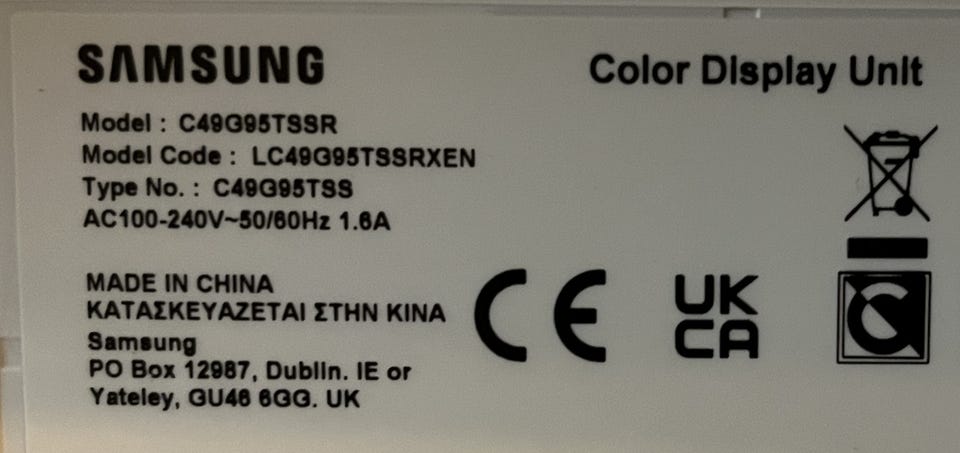 SAMSUNG
Color Display Unit
Model : C49G95TSSR
Model Code : LC49G95TSSRXEN
Type No. : C49G95TSS
AC100-240V~50/60Hz 1.6A
MADE IN CHINA
ΚΑΤΑΣΚΕΥΑΖΕΤΑΙ ΣΤΗΝ ΚΙΝΑ
Samsung
PO Box 12987, Dublin. IE or
Yateley, GU46 6GG. UK
CE
UK
CA